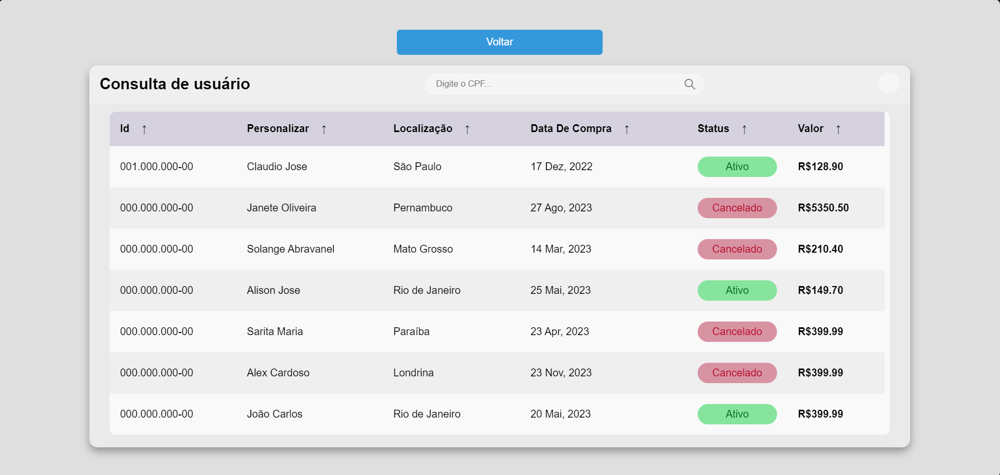 Voltar
Consulta de usuário
Digite o CPF...
Id ↑ Personalizar ↑ Localização ↑ Data De Compra ↑ Status ↑ Valor ↑
001.000.000-00 Claudio Jose São Paulo 17 Dez, 2022 Ativo R$128.90
000.000.000-00 Janete Oliveira Pernambuco 27 Ago, 2023 Cancelado R$5350.50
000.000.000-00 Solange Abravanel Mato Grosso 14 Mar, 2023 Cancelado R$210.40
000.000.000-00 Alison Jose Rio de Janeiro 25 Mai, 2023 Ativo R$149.70
000.000.000-00 Sarita Maria Paraíba 23 Apr, 2023 Cancelado R$399.99
000.000.000-00 Alex Cardoso Londrina 23 Nov, 2023 Cancelado R$399.99
000.000.000-00 João Carlos Rio de Janeiro 20 Mai, 2023 Ativo R$399.99